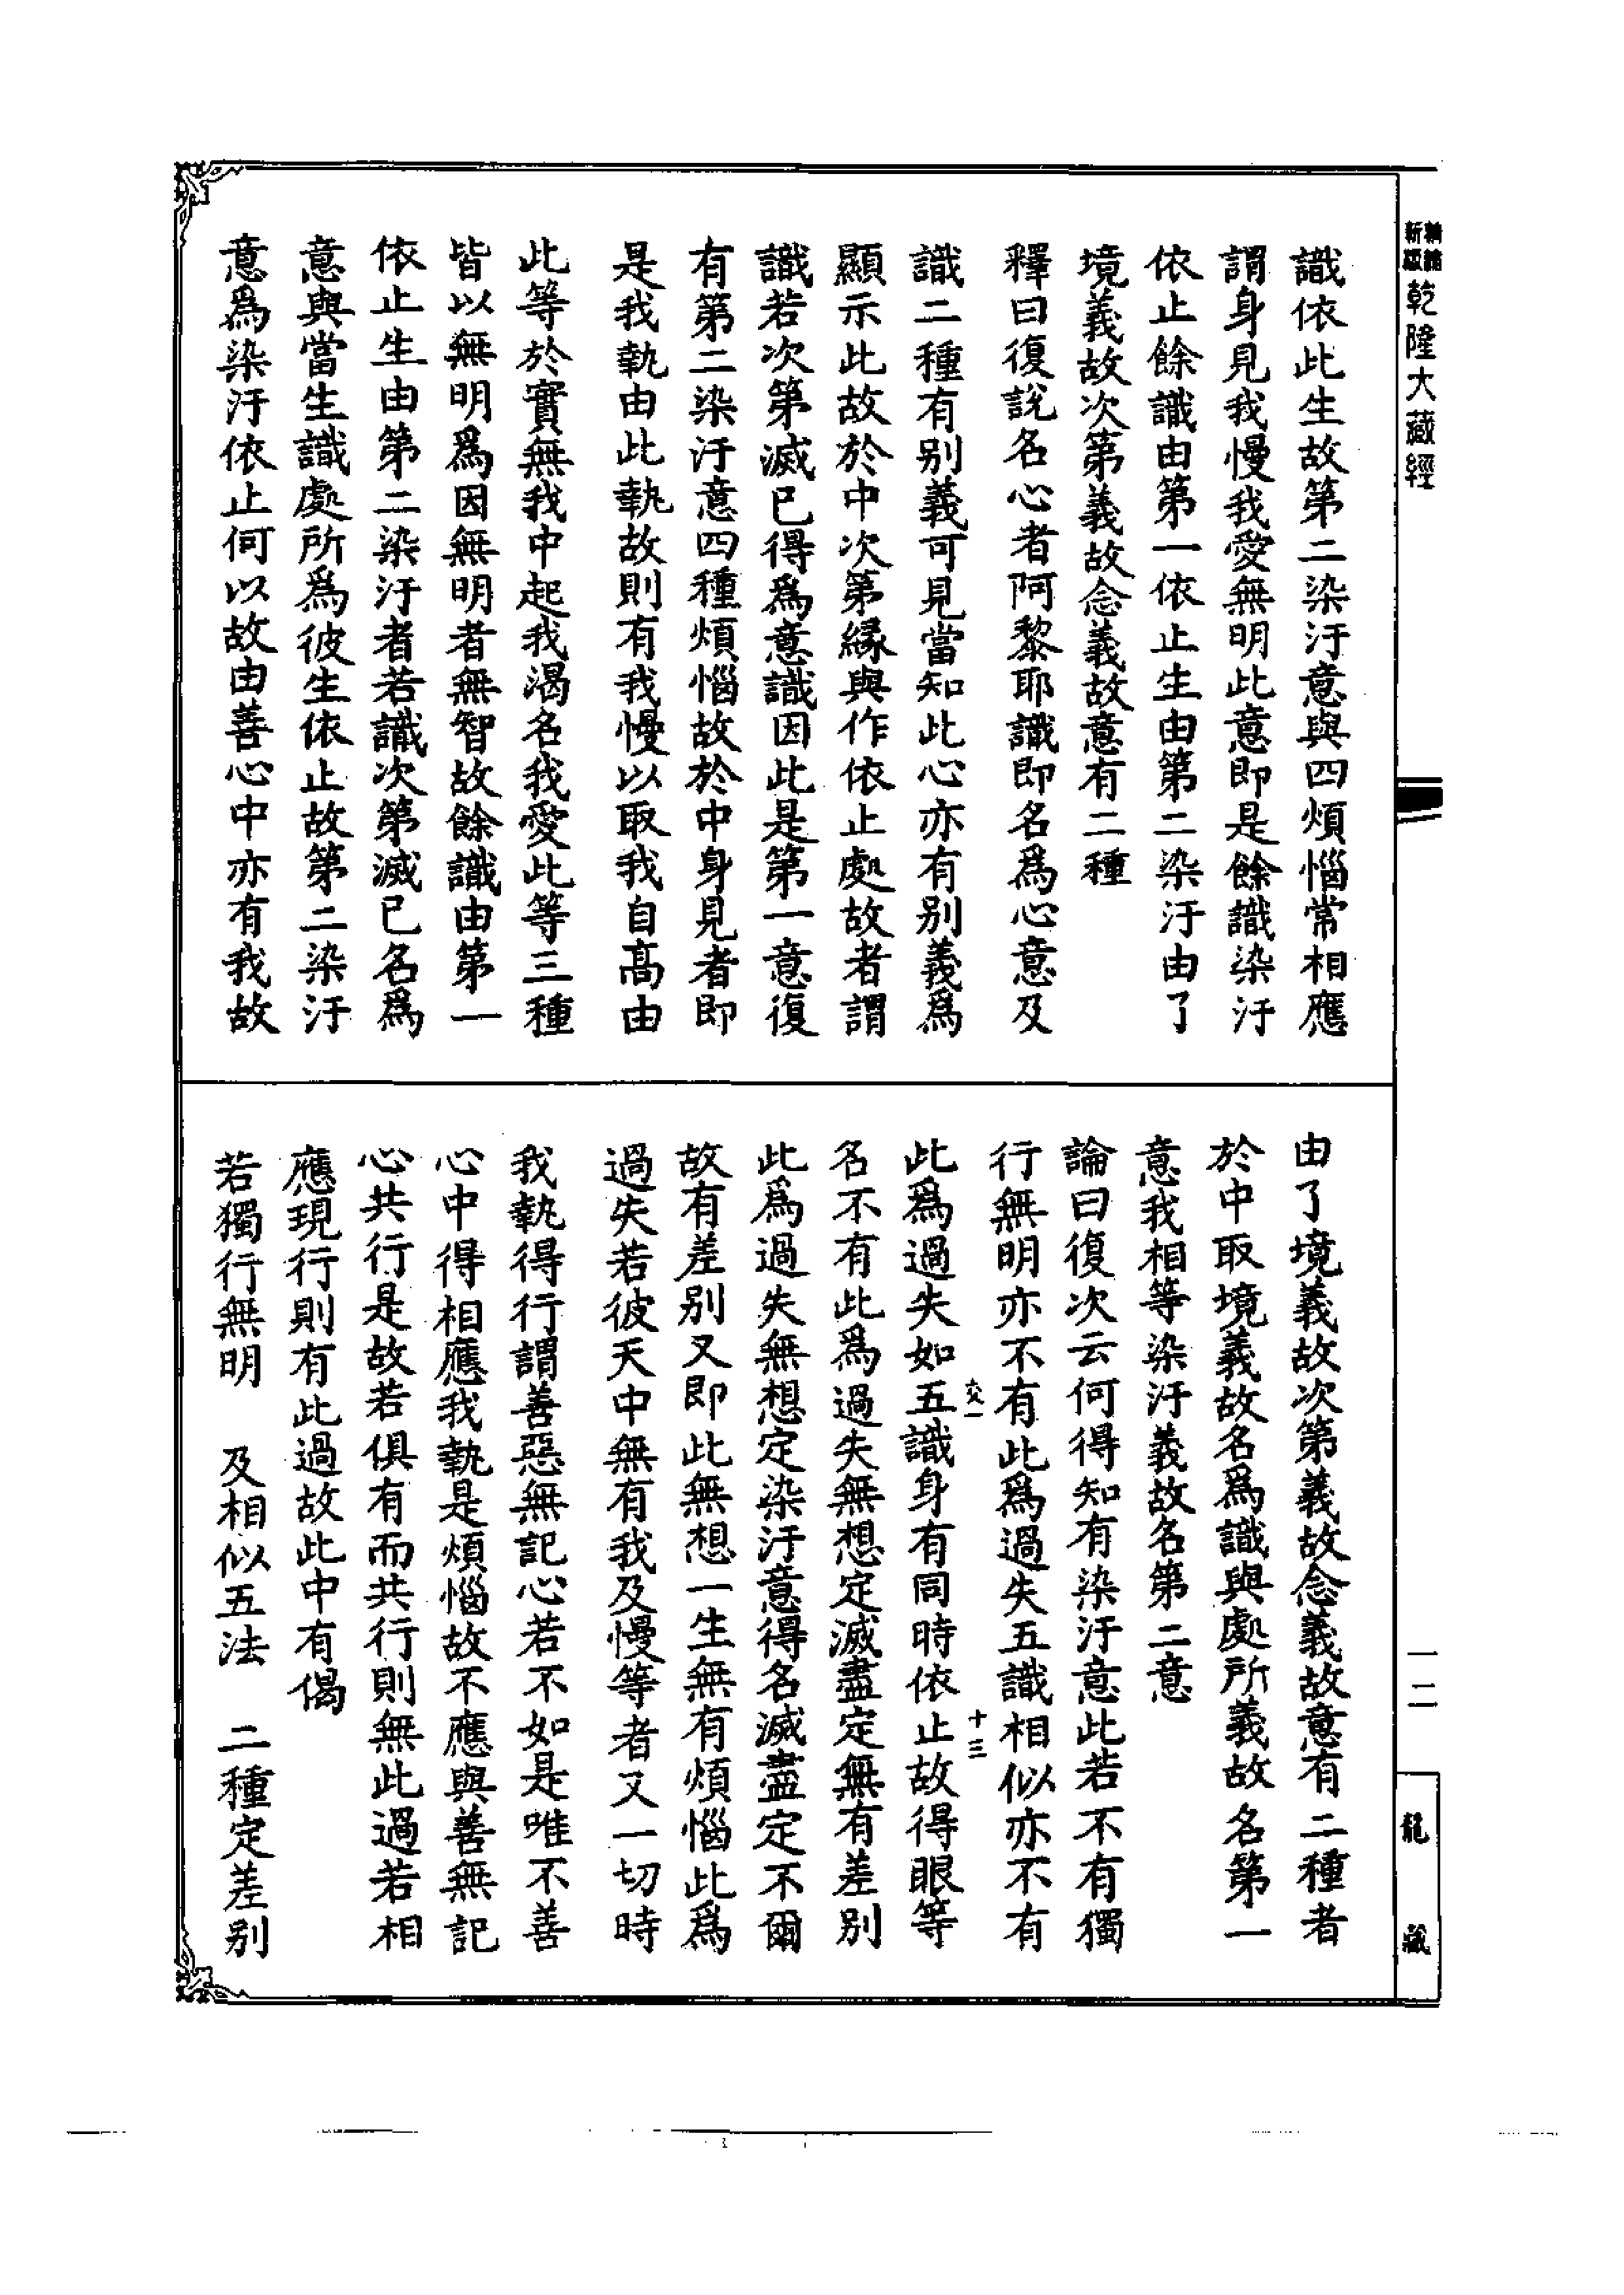 新編縮版
乾隆大藏經
識依此生故第二染汙意與四煩惱常相應
謂身見我慢我愛無明此意即是餘識染汙
依止餘識由第一依止生由第二染汙由了
境義故次第義故念義故意有二種
釋曰復說名心者阿黎耶識即名爲心意及
識二種有别義可見當知此心亦有别義爲
顯示此故於中次第緣與作依止處故者謂
識若次第滅已得爲意識因此是第一意復
有第二染汙意四種煩惱故於中身見者即
是我執由此執故則有我慢以取我自高由
此等於實無我中起我渴名我愛此等三種
皆以無明爲因無明者無智故餘識由第一
依止生由第二染汙者若識次第滅已名爲
意與當生識處所爲彼生依止故第二染汙
意爲染汙依止何以故由善心中亦有我故
由了境義故次第義故念義故意有二種者
於中取境義故名爲識與處所義故名第一
意我相等染汙義故名第二意
論曰復次云何得知有染汙意此若不有獨
行無明亦不有此爲過失五識相似亦不有
六交一
十三
此爲過失如五識身有同時依止故得眼等
名不有此爲過失無想定滅盡定無有差别
此爲過失無想定染汙意得名滅盡定不爾
故有差别又即此無想一生無有煩惱此爲
過失若彼天中無有我及慢等者又一切時
我執得行謂善惡無記心若不如是唯不善
心中得相應我執是煩惱故不應與善無記
心共行是故若俱有而共行則無此過若相
應現行則有此過故此中有偈
若獨行無明　及相似五法　二種定差别
一二
龍藏